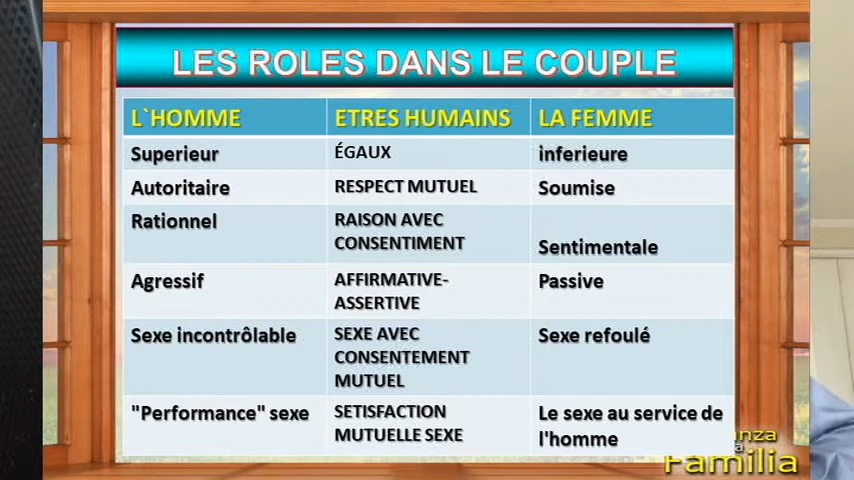 LES ROLES DANS LE COUPLE
L`HOMME
ETRES HUMAINS
LA FEMME
Superieur
ÉGAUX
inferieure
Autoritaire
RESPECT MUTUEL
Soumise
Rationnel
RAISON AVEC
CONSENTIMENT
Sentimentale
Agressif
AFFIRMATIVE-
ASSERTIVE
Passive
Sexe incontrôlable
SEXE AVEC
CONSENTEMENT
MUTUEL
Sexe refoulé
"Performance" sexe
SETISFACTION
MUTUELLE SEXE
Le sexe au service de
l'homme
Familia